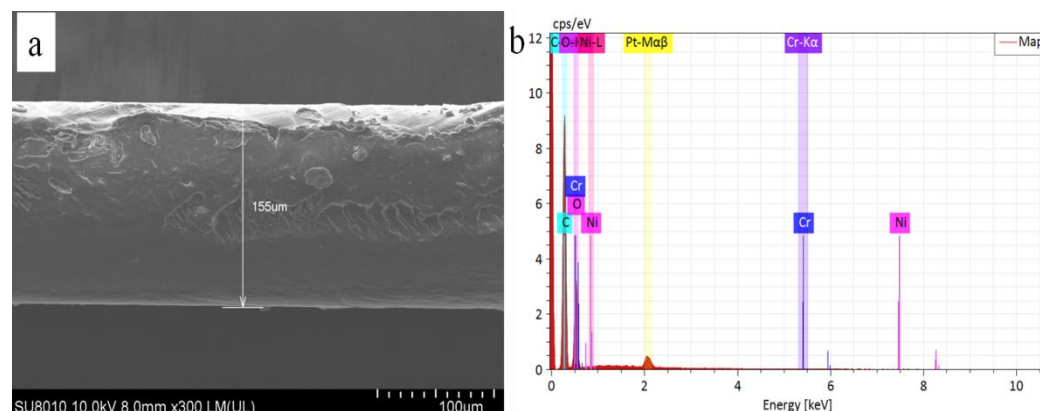 a
155um
SU8010 10.0kV 8.0mm x300 LM(UL)
100um
b
cps/eV
C-O-
Ni-L
Pt-Mαβ
Cr-Kα
Map
12
10
8
6
4
2
0
Cr
O
C
Ni
Cr
Ni
0
2
4
6
8
10
Energy [keV]